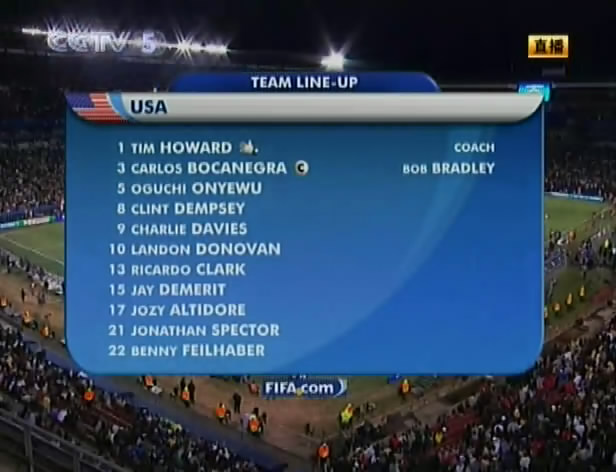 CCTV 5
直播
TEAM LINE-UP
USA
1 TIM HOWARD
3 CARLOS BOCANEGRA C
5 OGUCHI ONYEWU
8 CLINT DEMPSEY
9 CHARLIE DAVIES
10 LANDON DONOVAN
13 RICARDO CLARK
15 JAY DEMERIT
17 JOZY ALTIDORE
21 JONATHAN SPECTOR
22 BENNY FEILHABER
COACH
BOB BRADLEY
FIFA.com